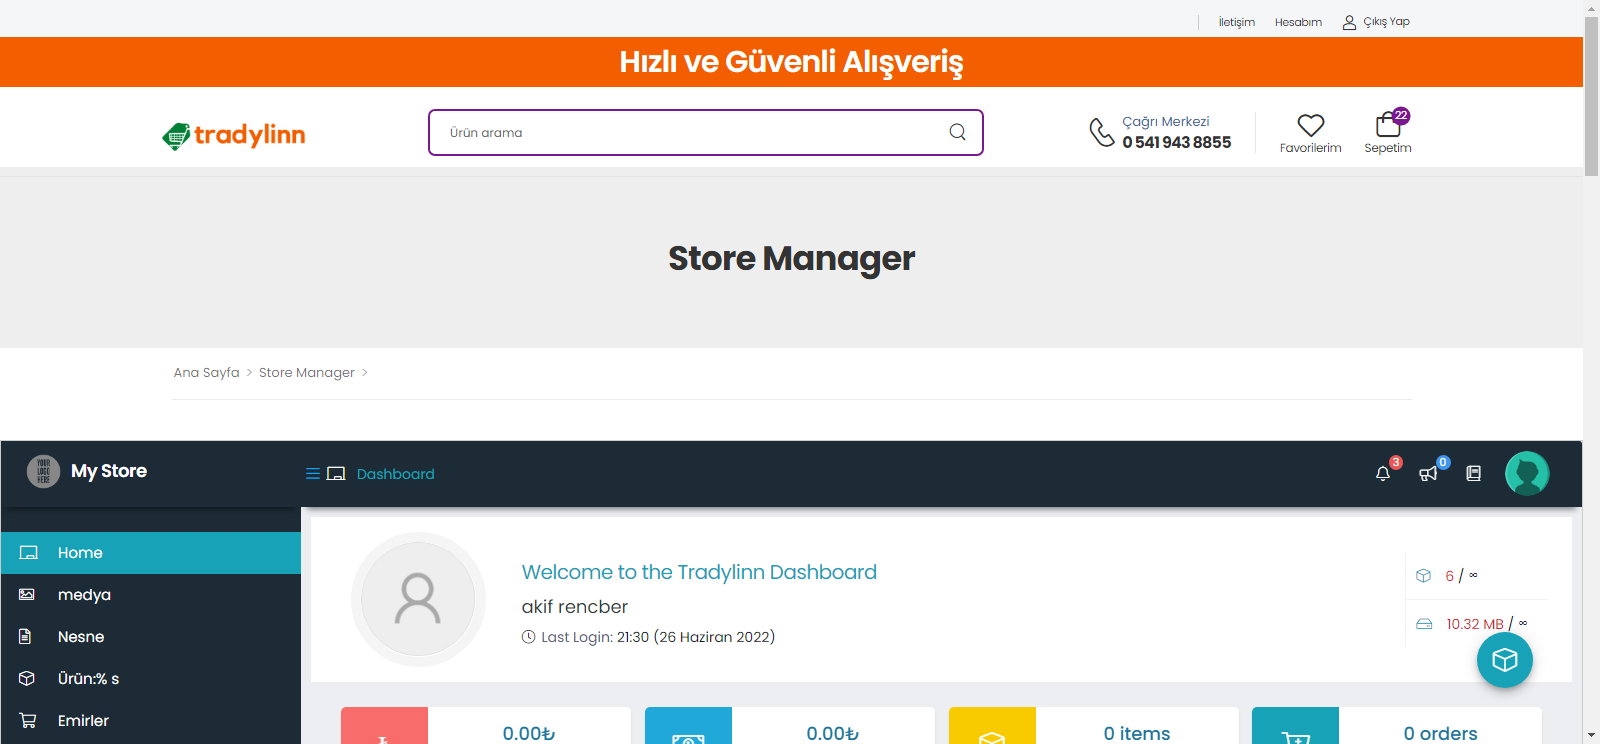 İletişim Hesabım Çıkış Yap
Hızlı ve Güvenli Alışveriş
tradylinn
Ürün arama
Çağrı Merkezi
0 541 943 8855
Favorilerim
22
Sepetim
Store Manager
Ana Sayfa > Store Manager >
YOUR
LOGO
HERE
My Store
Dashboard
3
0
Home
medya
Nesne
Ürün:% s
Emirler
Welcome to the Tradylinn Dashboard
akif rencber
Last Login: 21:30 (26 Haziran 2022)
6 / ∞
10.32 MB / ∞
0.00₺
0.00₺
0 items
0 orders